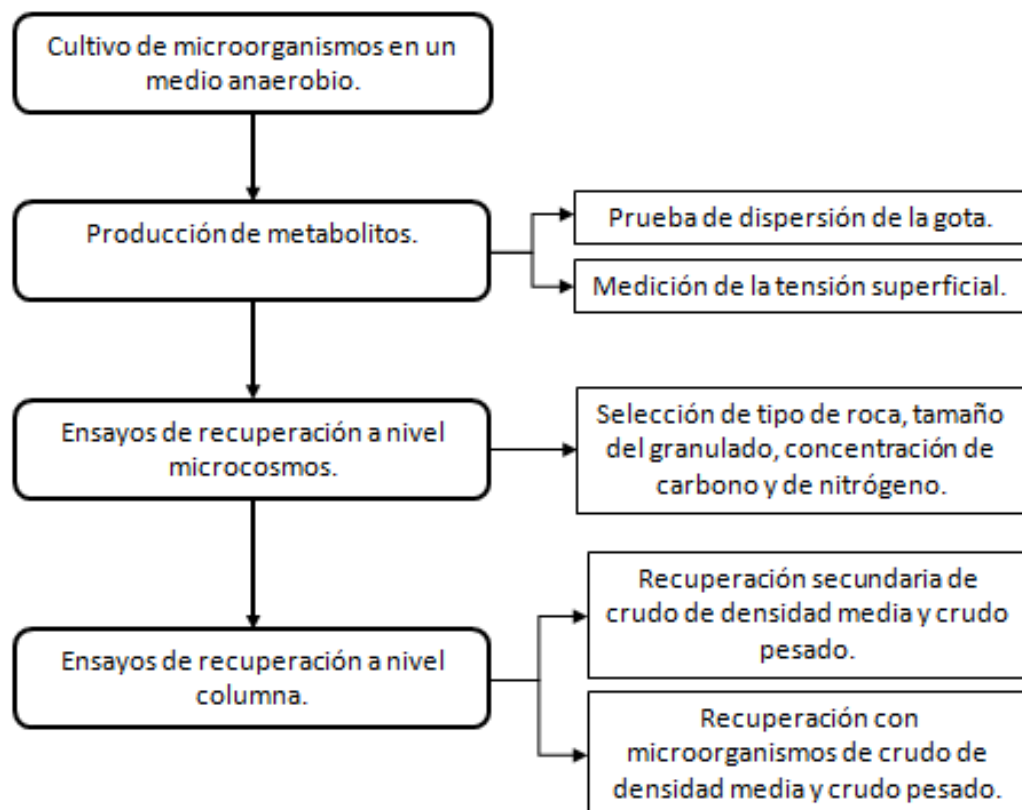 Cultivo de microorganismos en un
medio anaerobio.
Producción de metabolitos.
Prueba de dispersión de la gota.
Medición de la tensión superficial.
Ensayos de recuperación a nivel
microcosmos.
Selección de tipo de roca, tamaño
del granulado, concentración de
carbono y de nitrógeno.
Ensayos de recuperación a nivel
columna.
Recuperación secundaria de
crudo de densidad media y crudo
pesado.
Recuperación con
microorganismos de crudo de
densidad media y crudo pesado.